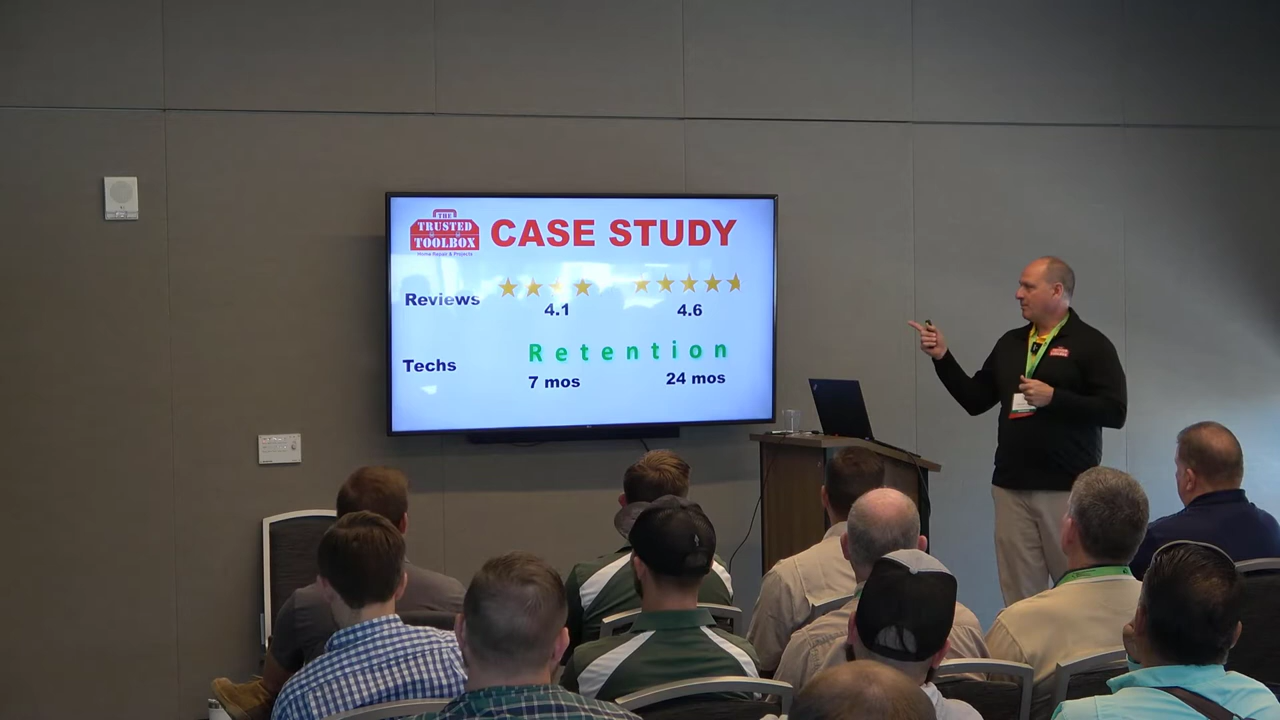 THE
TRUSTED
TOOLBOX
Home Repair & Projects
CASE STUDY
Reviews
4.1
4.6
Techs
Retention
7 mos
24 mos